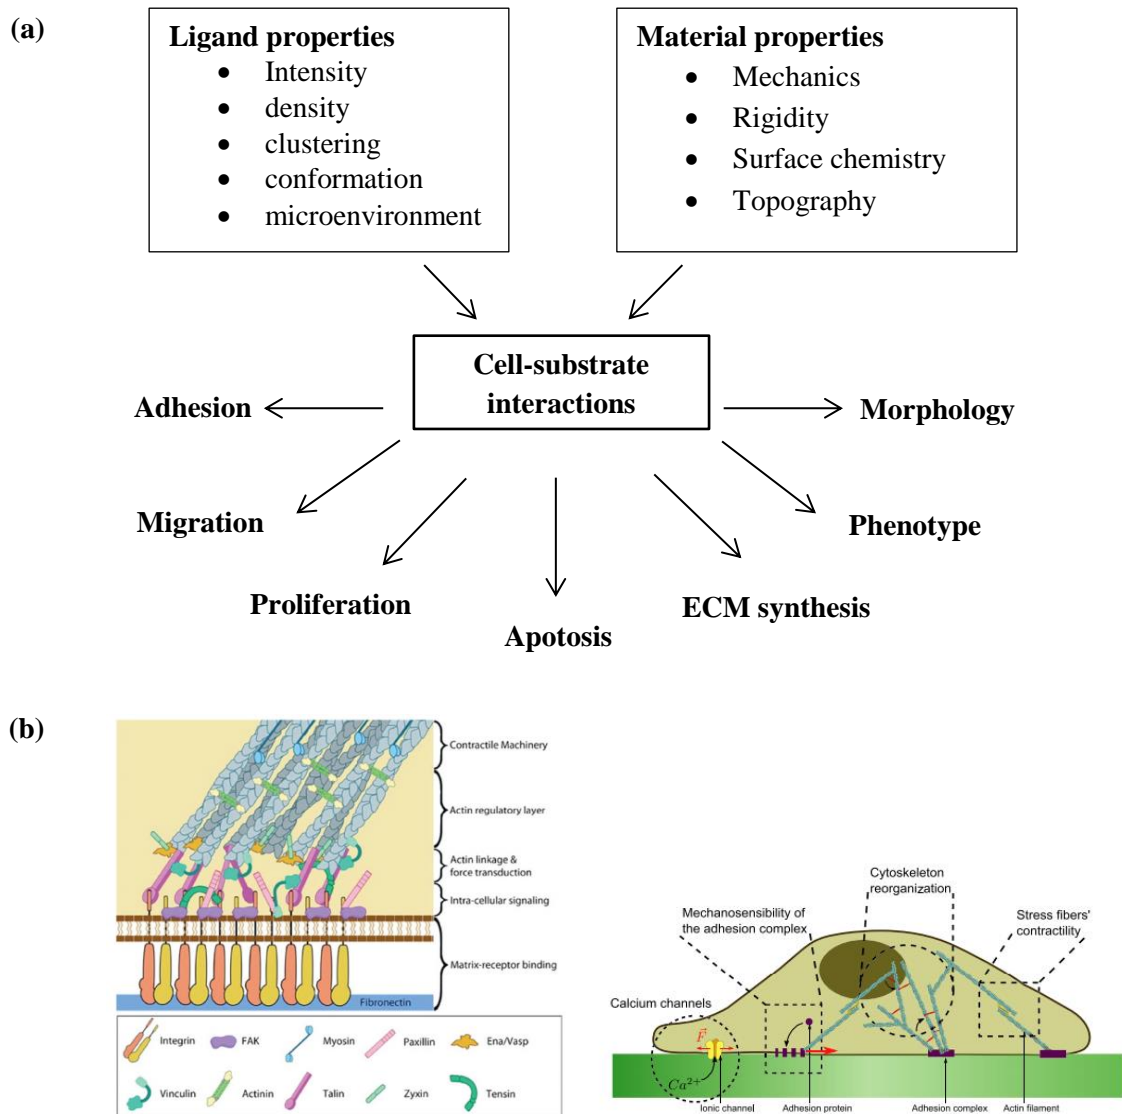 (a)
Ligand properties
• Intensity
• density
• clustering
• conformation
• microenvironment
Material properties
• Mechanics
• Rigidity
• Surface chemistry
• Topography
Cell-substrate
interactions
Adhesion
Morphology
Migration
Phenotype
Proliferation
ECM synthesis
Apotosis
(b)
Contractile Machinery
Actin regulatory layer
Actin linkage &
force transduction
Intra-cellular signaling
Matrix-receptor binding
Fibronectin
Integrin
FAK
Myosin
Paxillin
Ena/Vasp
Vinculin
Actinin
Talin
Zyxin
Tensin
Cytoskeleton
reorganization
Mechanosensibility of
the adhesion complex
Stress fibers'
contractility
Calcium channels
F⃗
Ca²⁺
Ionic channel
Adhesion protein
Adhesion complex
Actin filament